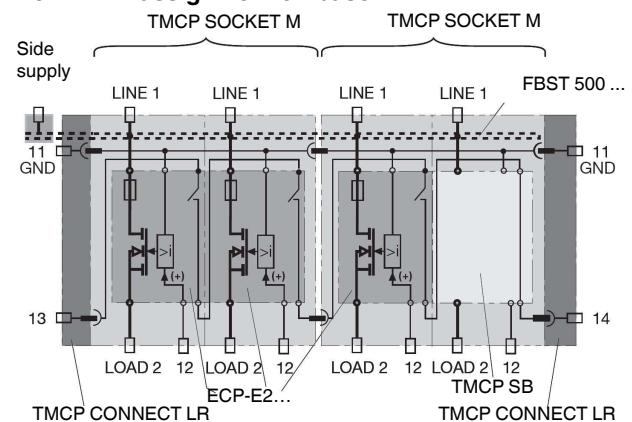 TMCP SOCKET M TMCP SOCKET M
Side
supply
LINE 1 LINE 1 LINE 1 LINE 1
FBST 500 ...
11
GND
11
GND
>i >i >i
(+) (+) (+)
13 14
LOAD 2 12 LOAD 2 12 LOAD 2 12 LOAD 2 12
ECP-E2...
TMCP SB
TMCP CONNECT LR TMCP CONNECT LR